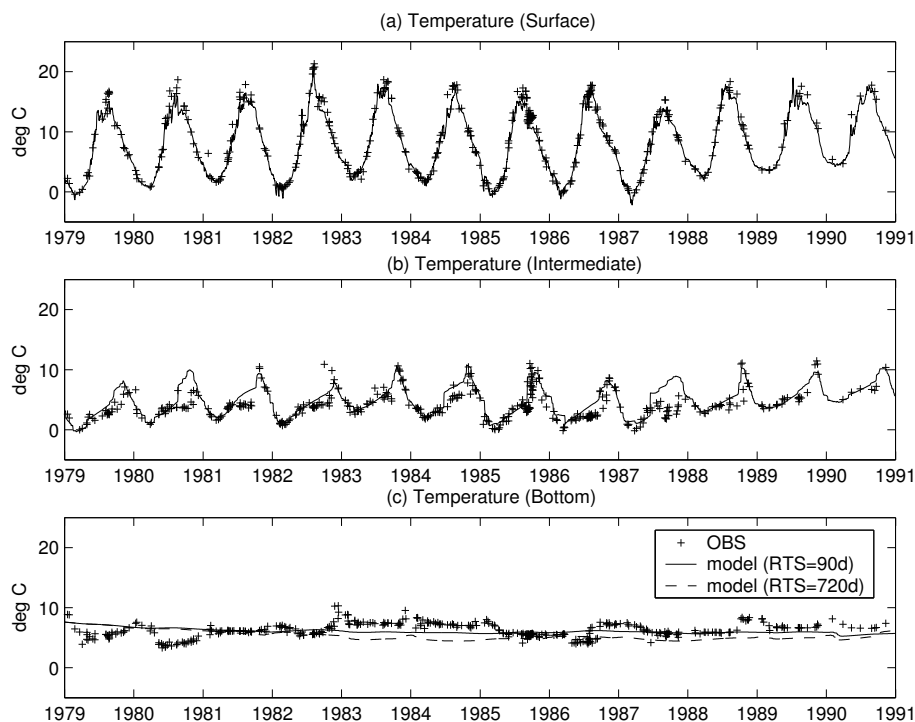 (a) Temperature (Surface)
20
10
0
deg C
1979 1980 1981 1982 1983 1984 1985 1986 1987 1988 1989 1990 1991
(b) Temperature (Intermediate)
20
10
0
deg C
1979 1980 1981 1982 1983 1984 1985 1986 1987 1988 1989 1990 1991
(c) Temperature (Bottom)
20
10
0
deg C
OBS
model (RTS=90d)
model (RTS=720d)
1979 1980 1981 1982 1983 1984 1985 1986 1987 1988 1989 1990 1991